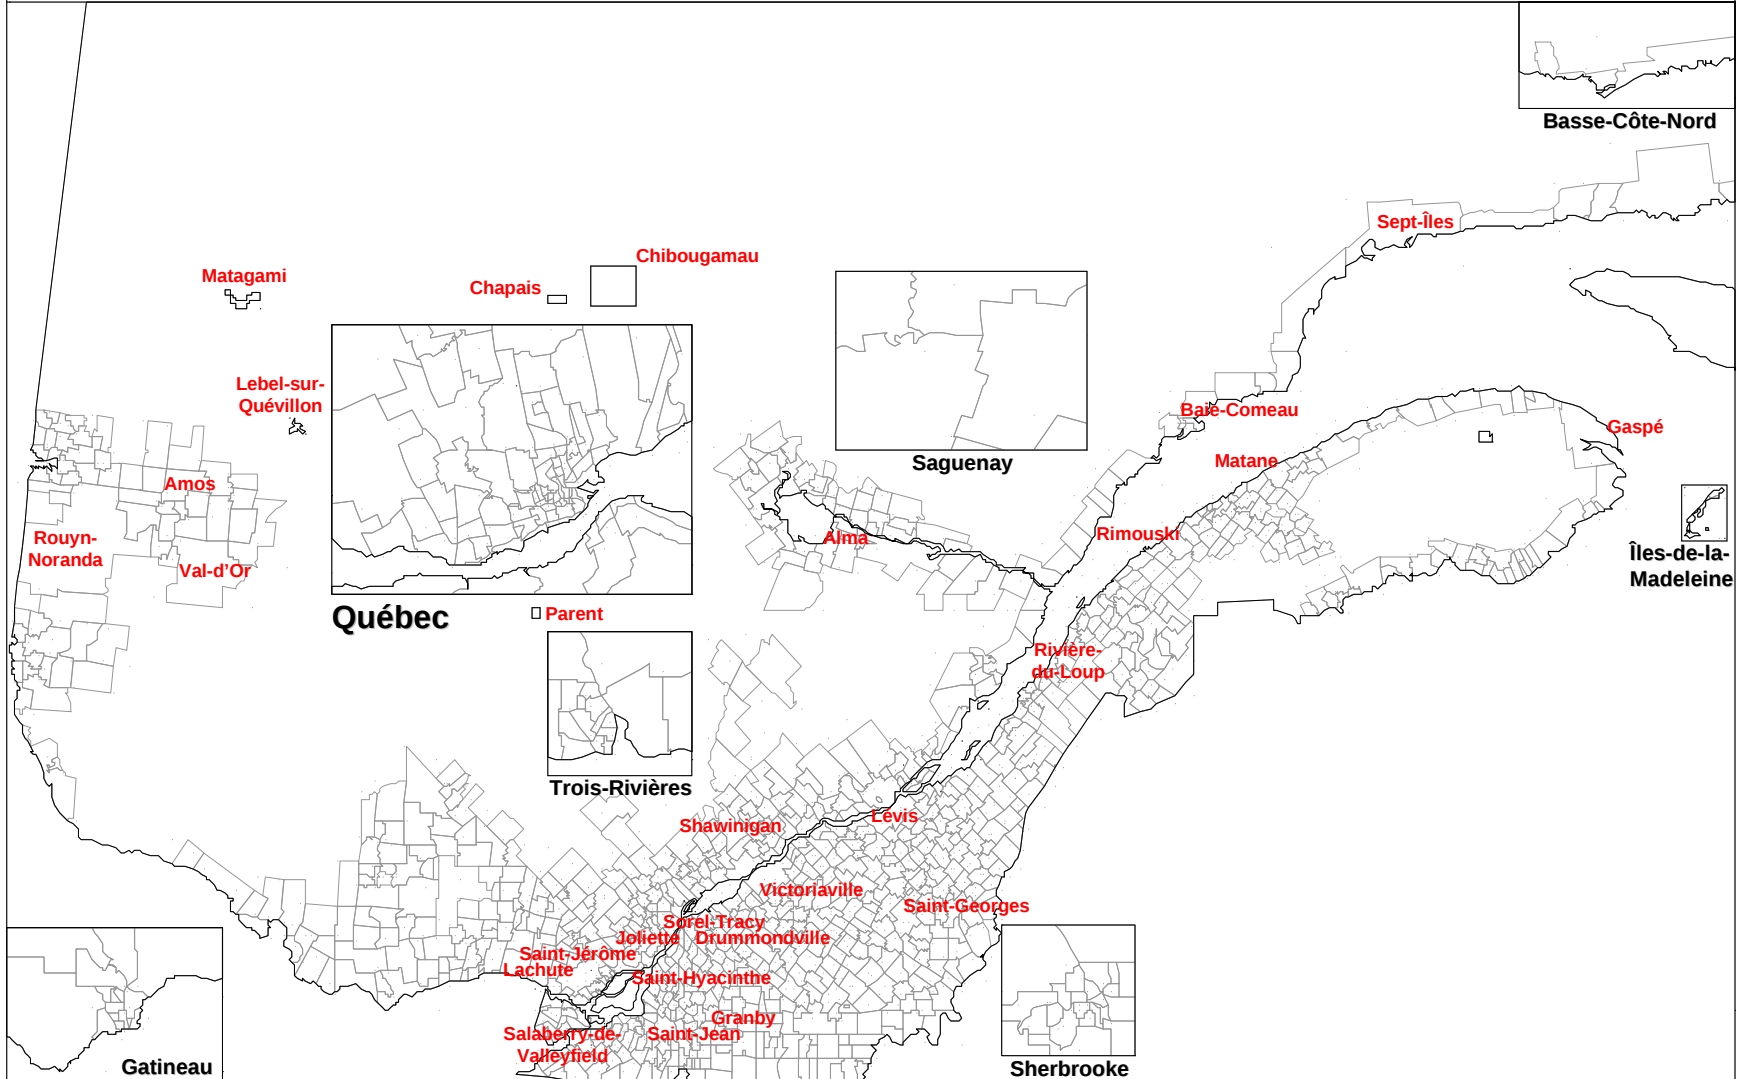 Basse-Côte-Nord
Sept-Îles
Chibougamau
Matagami
Chapais
Lebel-sur-
Quévillon
Baie-Comeau
Gaspé
Matane
Saguenay
Amos
Rouyn-
Noranda
Val-d'Or
Alma
Rimouski
Îles-de-la-
Madeleine
Québec
Parent
Rivière-
du-Loup
Trois-Rivières
Shawinigan
Lévis
Victoriaville
Saint-Georges
Sorel-Tracy
Joliette
Drummondville
Saint-Jérôme
Lachute
Saint-Hyacinthe
Granby
Salaberry-de-
Valleyfield
Saint-Jean
Gatineau
Sherbrooke